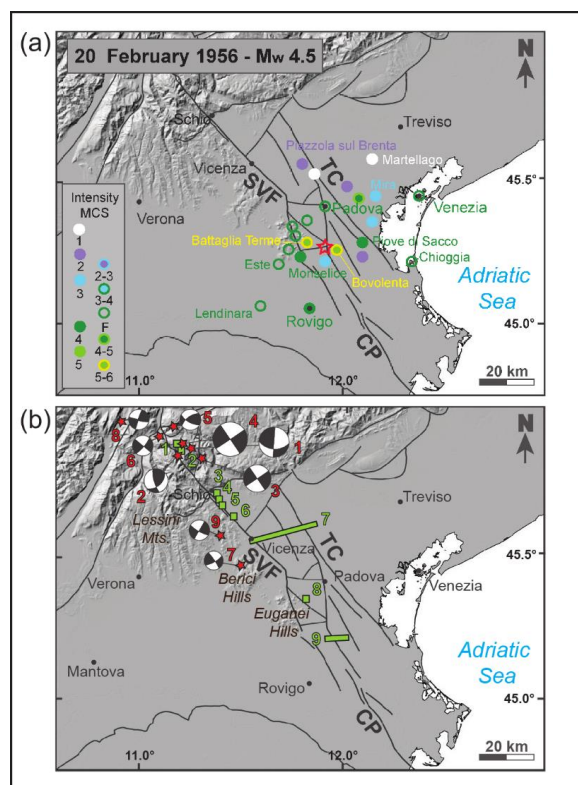 (a)
20 February 1956 - Mw 4.5
N
Schio
Treviso
Piazzola sul Brenta
Martellago
TC
Vicenza
SVF
Mira
45.5
Intensity
MCS
1
2
2-3
3
3-4
F
4
4-5
5
5-6
Verona
Padova
Venezia
Battaglia Terme
Piove di Sacco
Chioggia
Este
Monselice
Bovolenta
Adriatic
Sea
Lendinara
Rovigo
45.0
CP
20 km
11.0
12.0
(b)
8
5
4
1
N
6
1
2
3
2
Schio
3
4
5
6
Lessini
Mts.
9
7
Treviso
7
SVF
Vicenza
TC
45.5
Verona
Berici
Hills
8
Padova
Venezia
Euganei
Hills
9
Mantova
Rovigo
Adriatic
Sea
45.0
CP
20 km
11.0
12.0